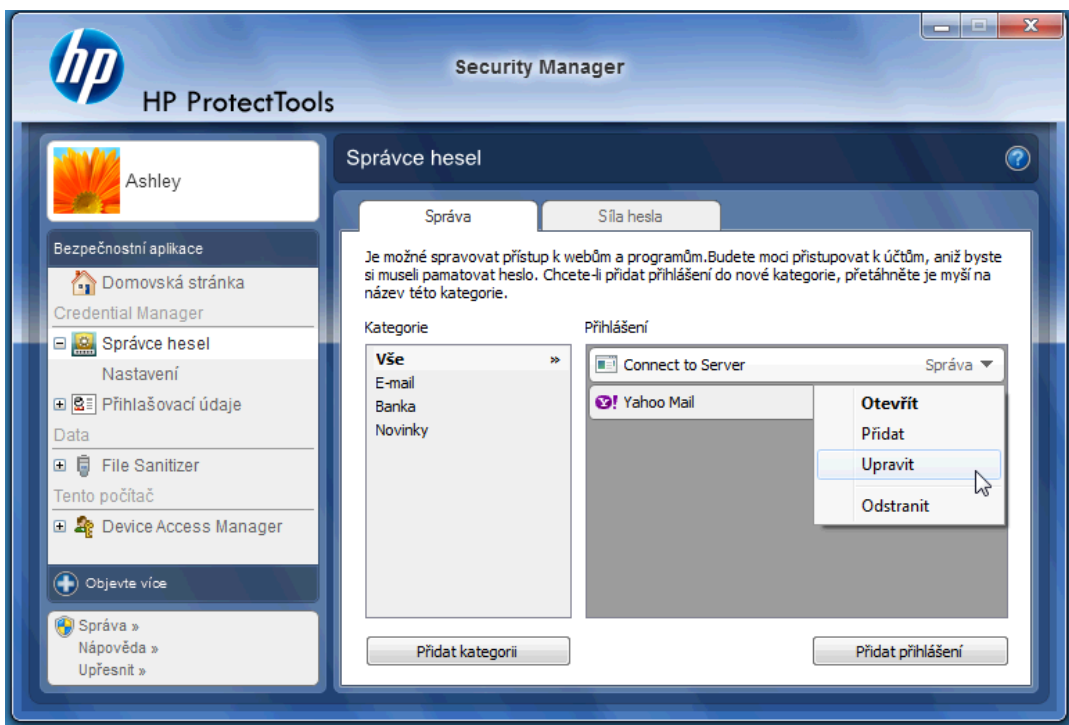 hp
Security Manager
HP ProtectTools
Ashley
Bezpečnostní aplikace
Domovská stránka
Credential Manager
Správce hesel
Nastavení
Přihlašovací údaje
Data
File Sanitizer
Tento počítač
Device Access Manager
Objevte více
Správa »
Nápověda »
Upřesnit »
Správce hesel
?
Správa
Síla hesla
Je možné spravovat přístup k webům a programům.Budete moci přistupovat k účtům, aniž byste
si museli pamatovat heslo. Chcete-li přidat přihlášení do nové kategorie, přetáhněte je myší na
název této kategorie.
Kategorie
Vše »
E-mail
Banka
Novinky
Přidat kategorii
Přihlášení
Connect to Server Správa
Y! Yahoo Mail
Otevřít
Přidat
Upravit
Odstranit
Přidat přihlášení